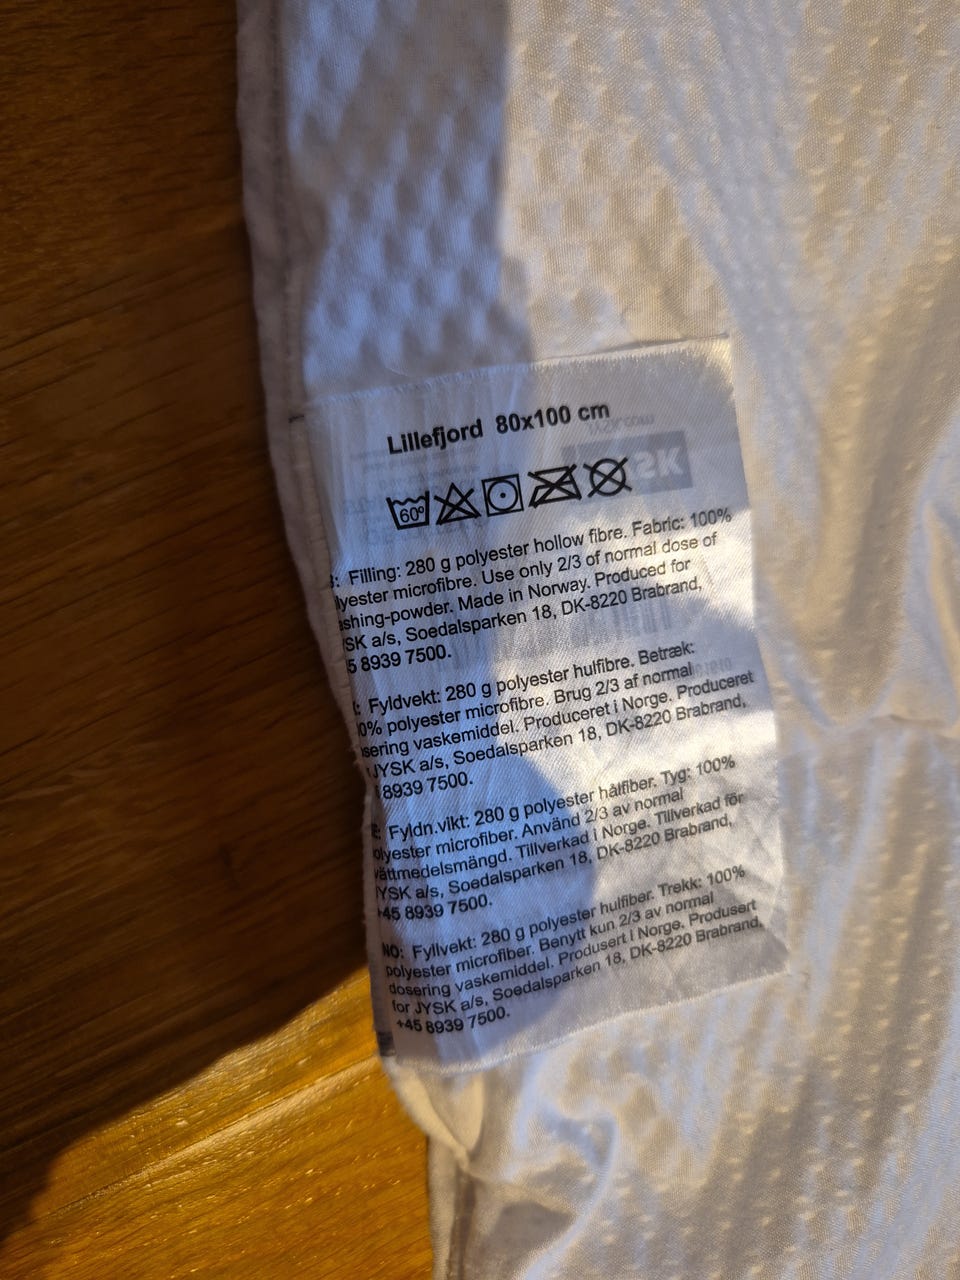 Lillefjord 80x100 cm
60°
: Filling: 280 g polyester hollow fibre. Fabric: 100%
lyester microfibre. Use only 2/3 of normal dose of
shing-powder. Made in Norway. Produced for
YSK a/s, Soedalsparken 18, DK-8220 Brabrand,
5 8939 7500.
: Fyldvekt: 280 g polyester hulfibre. Betræk:
0% polyester microfibre. Brug 2/3 af normal
sering vaskemiddel. Produceret i Norge. Produceret
JYSK a/s, Soedalsparken 18, DK-8220 Brabrand,
8939 7500.
: Fyldn.vikt: 280 g polyester hålfiber. Tyg: 100%
olyester microfiber. Använd 2/3 av normal
vättmedelsmängd. Tillverkad i Norge. Tillverkad för
JYSK a/s, Soedalsparken 18, DK-8220 Brabrand,
+45 8939 7500.
NO: Fyllvekt: 280 g polyester hulfiber. Trekk: 100%
polyester microfiber. Benytt kun 2/3 av normal
dosering vaskemiddel. Produsert i Norge. Produsert
for JYSK a/s, Soedalsparken 18, DK-8220 Brabrand,
+45 8939 7500.